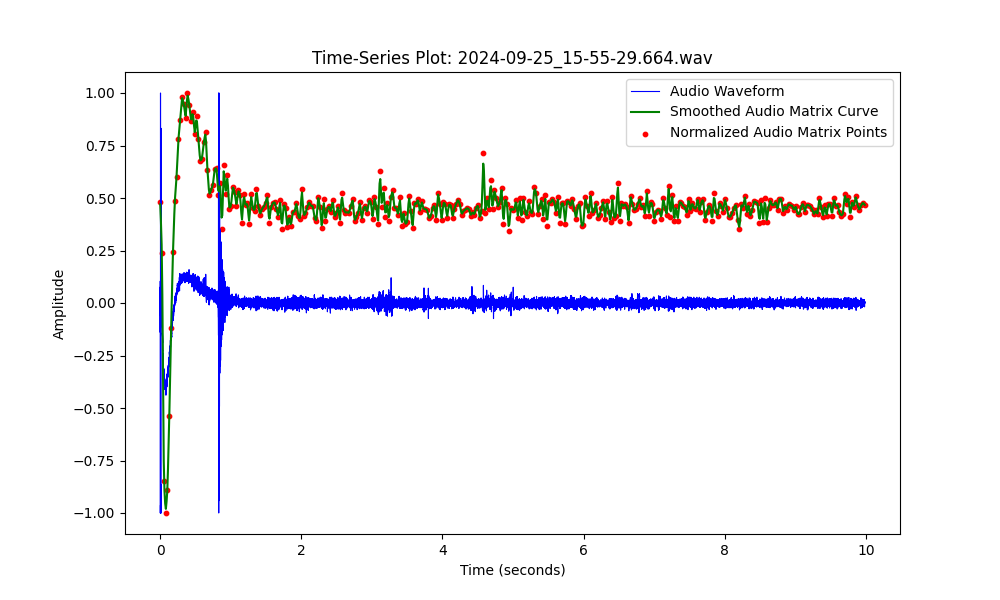 Time-Series Plot: 2024-09-25_15-55-29.664.wav
Audio Waveform
Smoothed Audio Matrix Curve
Normalized Audio Matrix Points
1.00
0.75
0.50
0.25
0.00
−0.25
−0.50
−0.75
−1.00
Amplitude
0 2 4 6 8 10
Time (seconds)